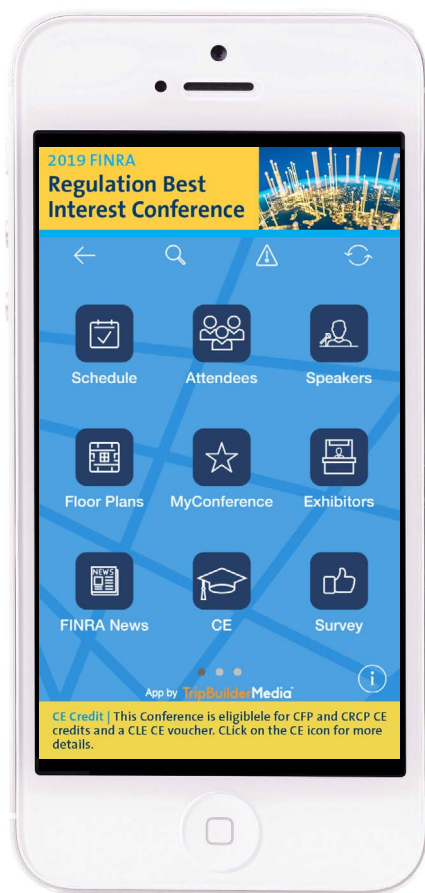 2019 FINRA
Regulation Best
Interest Conference
Schedule
Attendees
Speakers
Floor Plans
MyConference
Exhibitors
NEWS
FINRA News
CE
Survey
i
App by TripBuilderMedia
CE Credit | This Conference is eligiblele for CFP and CRCP CE
credits and a CLE CE voucher. CLick on the CE icon for more
details.